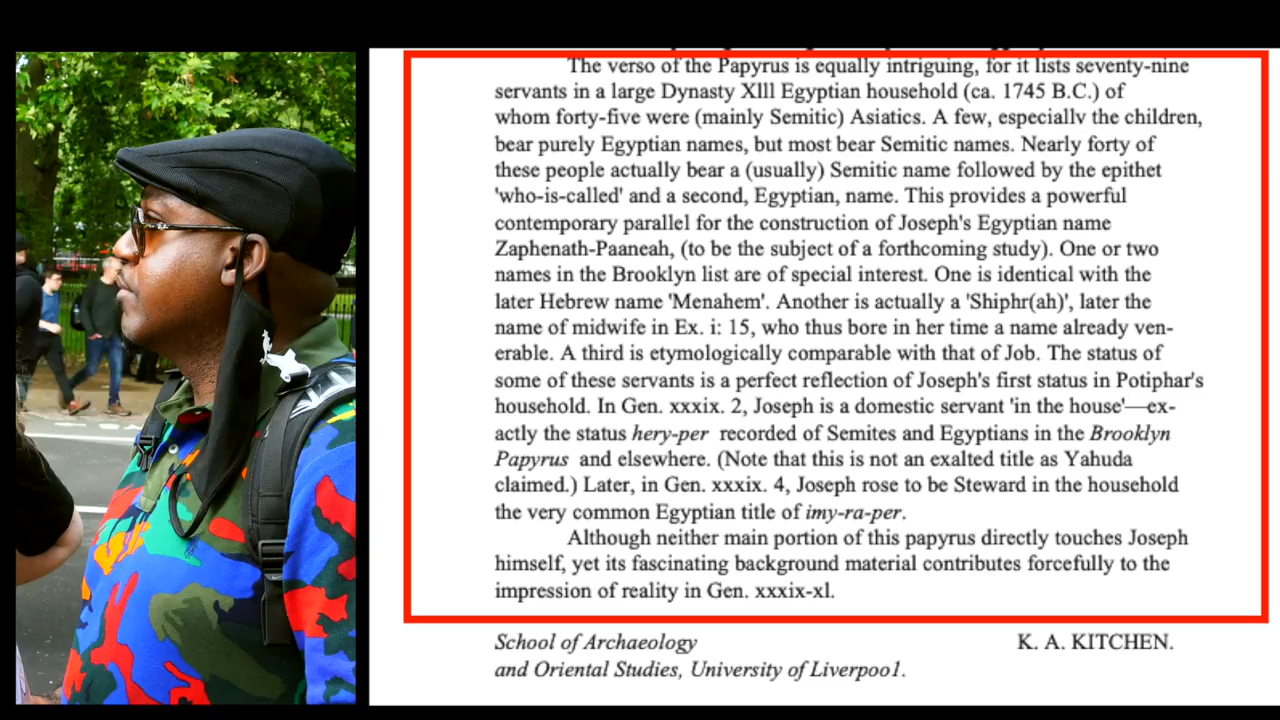 The verso of the Papyrus is equally intriguing, for it lists seventy-nine
servants in a large Dynasty XIII Egyptian household (ca. 1745 B.C.) of
whom forty-five were (mainly Semitic) Asiatics. A few, especially the children,
bear purely Egyptian names, but most bear Semitic names. Nearly forty of
these people actually bear a (usually) Semitic name followed by the epithet
'who-is-called' and a second, Egyptian, name. This provides a powerful
contemporary parallel for the construction of Joseph's Egyptian name
Zaphenath-Paaneah, (to be the subject of a forthcoming study). One or two
names in the Brooklyn list are of special interest. One is identical with the
later Hebrew name 'Menahem'. Another is actually a 'Shiphr(ah)', later the
name of midwife in Ex. i: 15, who thus bore in her time a name already ven-
erable. A third is etymologically comparable with that of Job. The status of
some of these servants is a perfect reflection of Joseph's first status in Potiphar's
household. In Gen. xxxix. 2, Joseph is a domestic servant 'in the house'—ex-
actly the status hery-per recorded of Semites and Egyptians in the Brooklyn
Papyrus and elsewhere. (Note that this is not an exalted title as Yahuda
claimed.) Later, in Gen. xxxix. 4, Joseph rose to be Steward in the household
the very common Egyptian title of imy-ra-per.
Although neither main portion of this papyrus directly touches Joseph
himself, yet its fascinating background material contributes forcefully to the
impression of reality in Gen. xxxix-xl.
School of Archaeology K. A. KITCHEN.
and Oriental Studies, University of Liverpool.